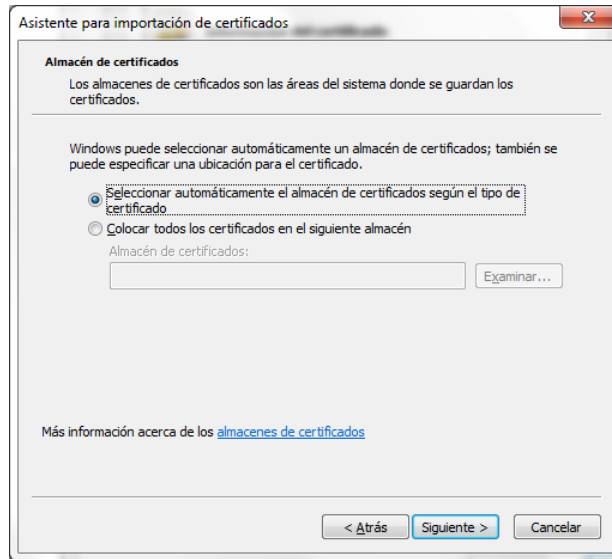 Asistente para importación de certificados
Almacén de certificados
Los almacenes de certificados son las áreas del sistema donde se guardan los
certificados.
Windows puede seleccionar automáticamente un almacén de certificados; también se
puede especificar una ubicación para el certificado.
Seleccionar automáticamente el almacén de certificados según el tipo de
certificado
Colocar todos los certificados en el siguiente almacén
Almacén de certificados:
Examinar...
Más información acerca de los almacenes de certificados
< Atrás
Siguiente >
Cancelar